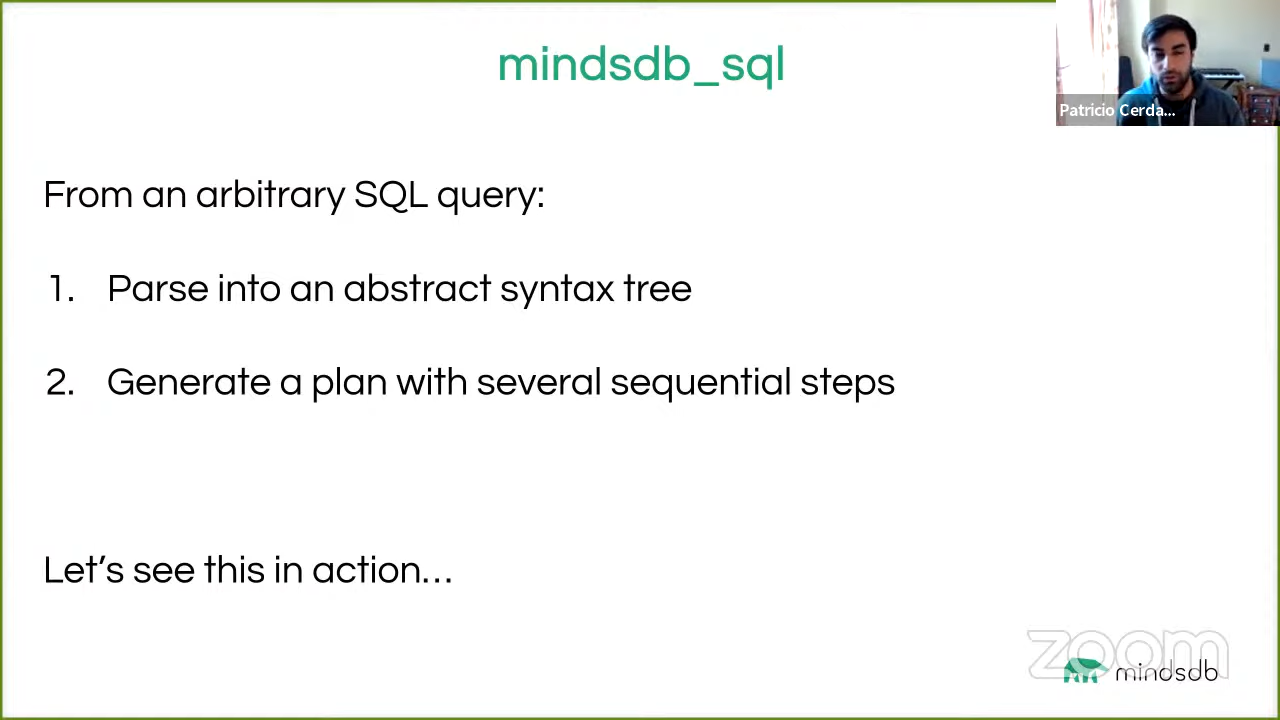 mindsdb_sql
Patricio Cerda...
From an arbitrary SQL query:
1. Parse into an abstract syntax tree
2. Generate a plan with several sequential steps
Let's see this in action…
zoom
mindsdb